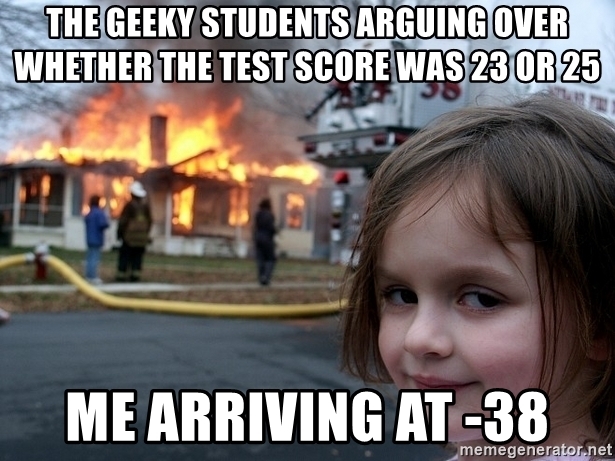 THE GEEKY STUDENTS ARGUING OVER
WHETHER THE TEST SCORE WAS 23 OR 25
38
ME ARRIVING AT -38
memegenerator.net